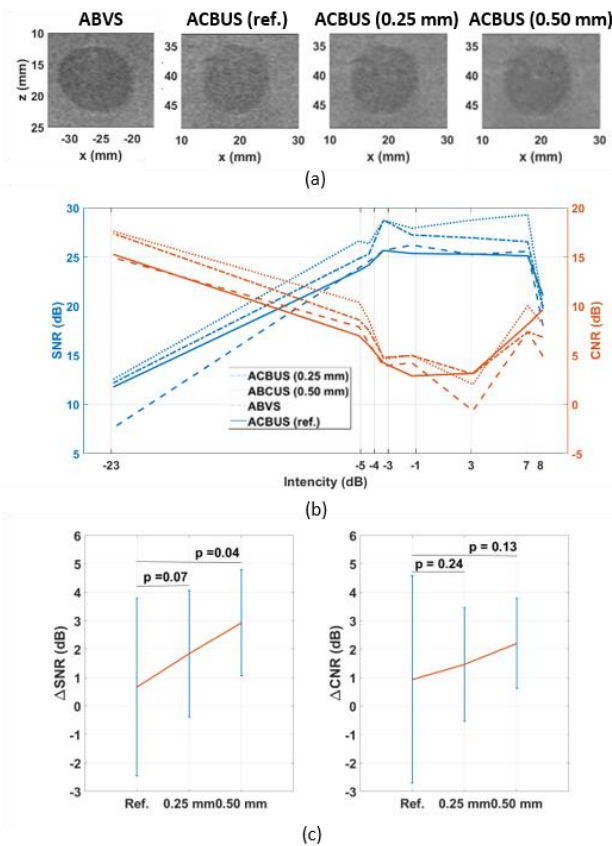 ABVS ACBUS (ref.) ACBUS (0.25 mm) ACBUS (0.50 mm)
10 15 20 25
z (mm)
-30 -25 -20
x (mm)
35 40 45
10 20 30
x (mm)
35 40 45
10 20 30
x (mm)
35 40 45
10 20 30
x (mm)
(a)
30 25 20 15 10 5
SNR (dB)
20 15 10 5 0 -5
CNR (dB)
ACBUS (0.25 mm)
ABCUS (0.50 mm)
ABVS
ACBUS (ref.)
-23 -5 -4 -3 -1 3 7 8
Intencity (dB)
(b)
6 5 4 3 2 1 0 -1 -2 -3
ΔSNR (dB)
p =0.04
p =0.07
Ref. 0.25 mm 0.50 mm
6 5 4 3 2 1 0 -1 -2 -3
ΔCNR (dB)
p = 0.13
p = 0.24
Ref. 0.25 mm 0.50 mm
(c)